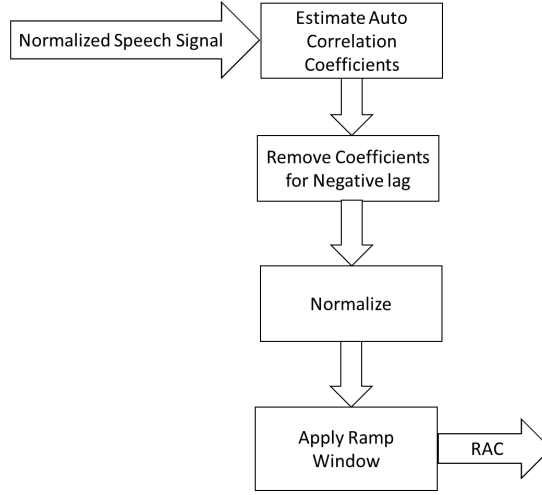 Normalized Speech Signal
Estimate Auto
Correlation
Coefficients
Remove Coefficients
for Negative lag
Normalize
Apply Ramp
Window
RAC